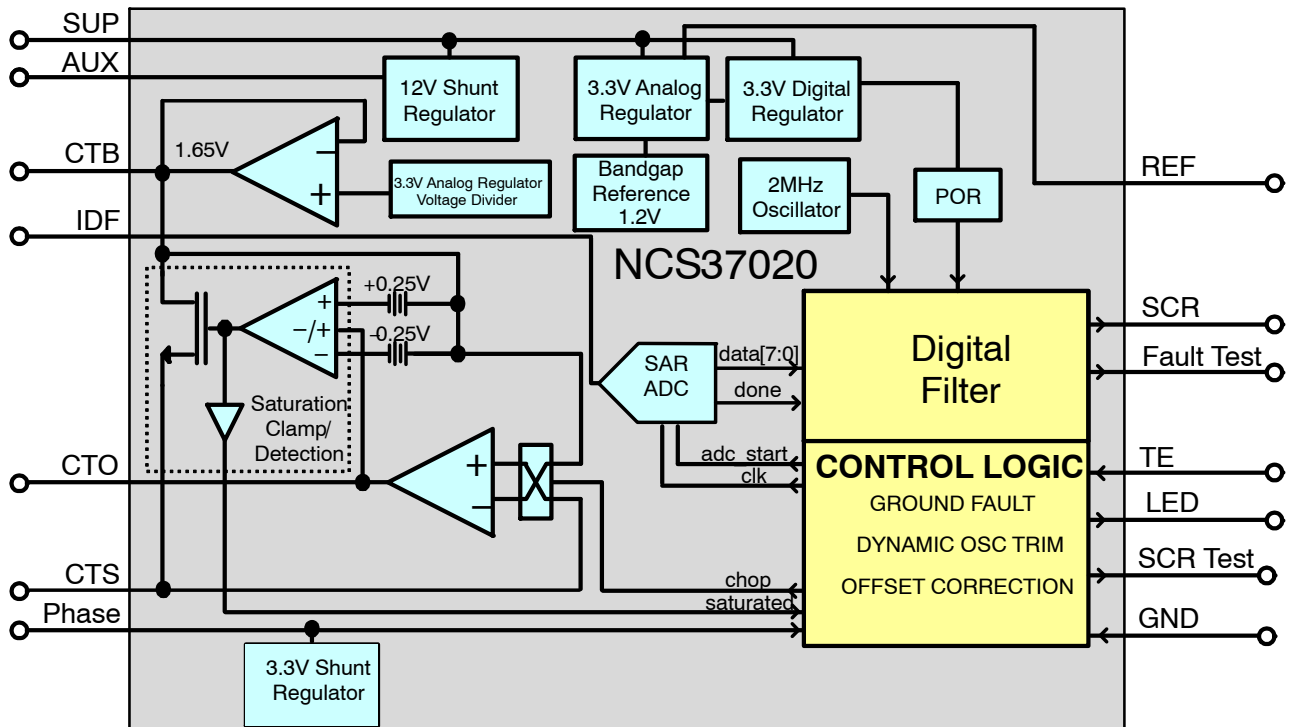 SUP
AUX
CTB
IDF
CTO
CTS
Phase
12V Shunt
Regulator
3.3V Analog
Regulator
3.3V Digital
Regulator
1.65V
−
+
3.3V Analog Regulator
Voltage Divider
Bandgap
Reference
1.2V
2MHz
Oscillator
POR
REF
NCS37020
+0.25V
+
−/+
−0.25V
−
Saturation
Clamp/
Detection
+
−
SAR
ADC
data[7:0]
done
adc_start
clk
chop
saturated
Digital
Filter
CONTROL LOGIC
GROUND FAULT
DYNAMIC OSC TRIM
OFFSET CORRECTION
SCR
Fault Test
TE
LED
SCR Test
GND
3.3V Shunt
Regulator